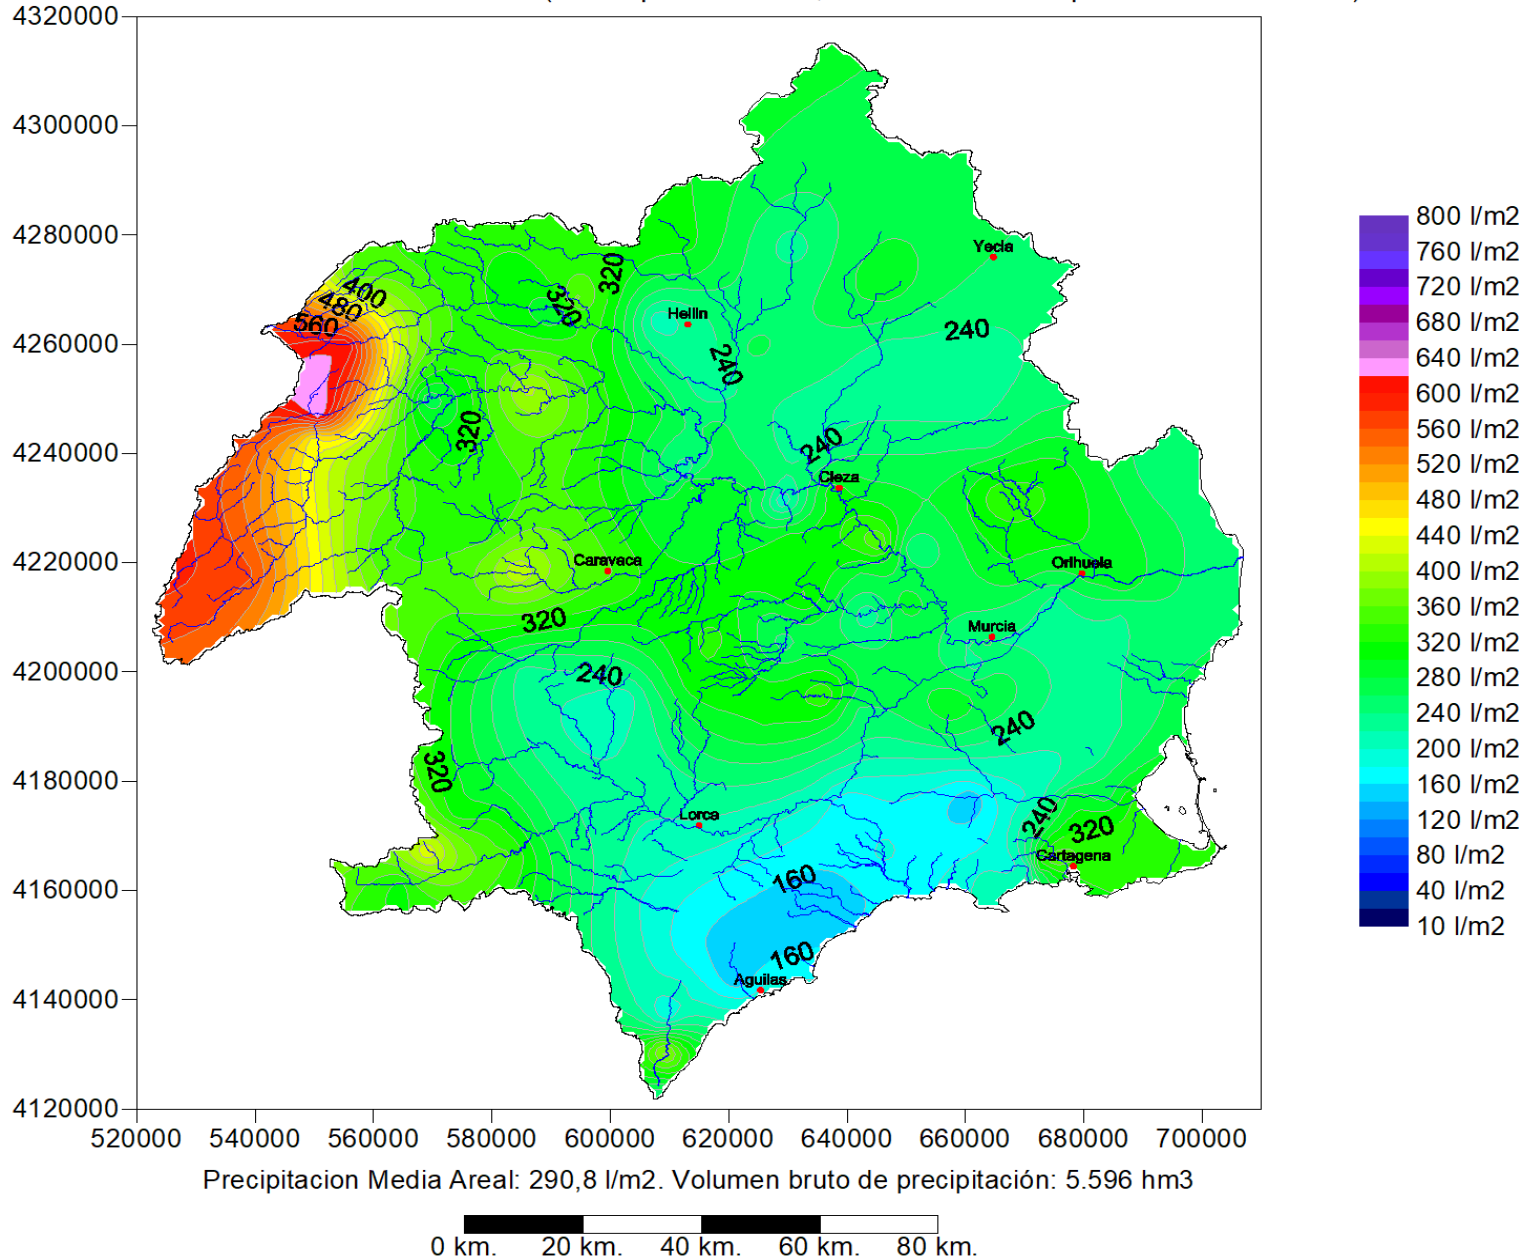 4320000
4300000
4280000
4260000
4240000
4220000
4200000
4180000
4160000
4140000
4120000
520000 540000 560000 580000 600000 620000 640000 660000 680000 700000
Yecla
320
400
480
560
320
Hellin
240
240
320
240
Cieza
Caravaca
Orihuela
320
Murcia
240
240
320
Lorca
240
320
Cartagena
160
160
Aguilas
800 l/m2
760 l/m2
720 l/m2
680 l/m2
640 l/m2
600 l/m2
560 l/m2
520 l/m2
480 l/m2
440 l/m2
400 l/m2
360 l/m2
320 l/m2
280 l/m2
240 l/m2
200 l/m2
160 l/m2
120 l/m2
80 l/m2
40 l/m2
10 l/m2
Precipitacion Media Areal: 290,8 l/m2. Volumen bruto de precipitación: 5.596 hm3
0 km. 20 km. 40 km. 60 km. 80 km.